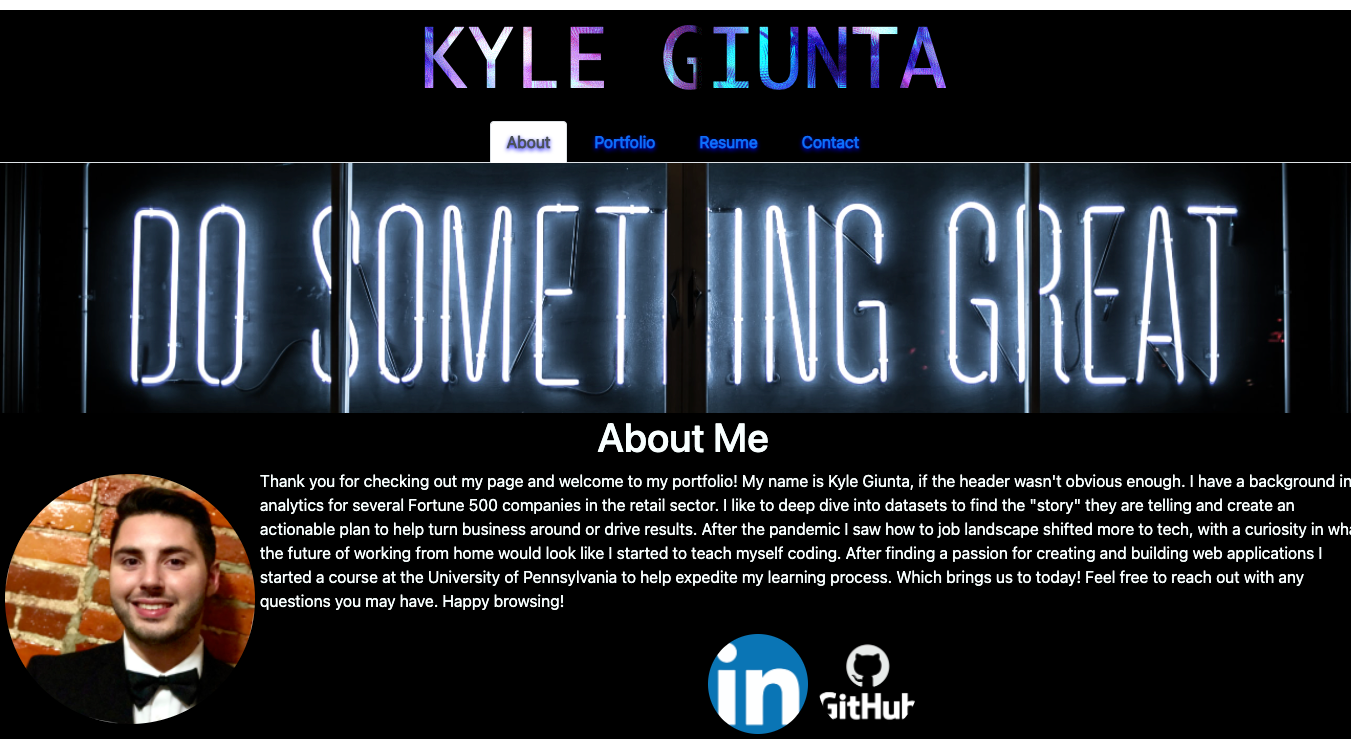 KYLE GIUNTA
About Portfolio Resume Contact
DO SOMETING GREAT
About Me
Thank you for checking out my page and welcome to my portfolio! My name is Kyle Giunta, if the header wasn't obvious enough. I have a background in
analytics for several Fortune 500 companies in the retail sector. I like to deep dive into datasets to find the "story" they are telling and create an
actionable plan to help turn business around or drive results. After the pandemic I saw how to job landscape shifted more to tech, with a curiosity in wha
the future of working from home would look like I started to teach myself coding. After finding a passion for creating and building web applications I
started a course at the University of Pennsylvania to help expedite my learning process. Which brings us to today! Feel free to reach out with any
questions you may have. Happy browsing!
in
GitHub